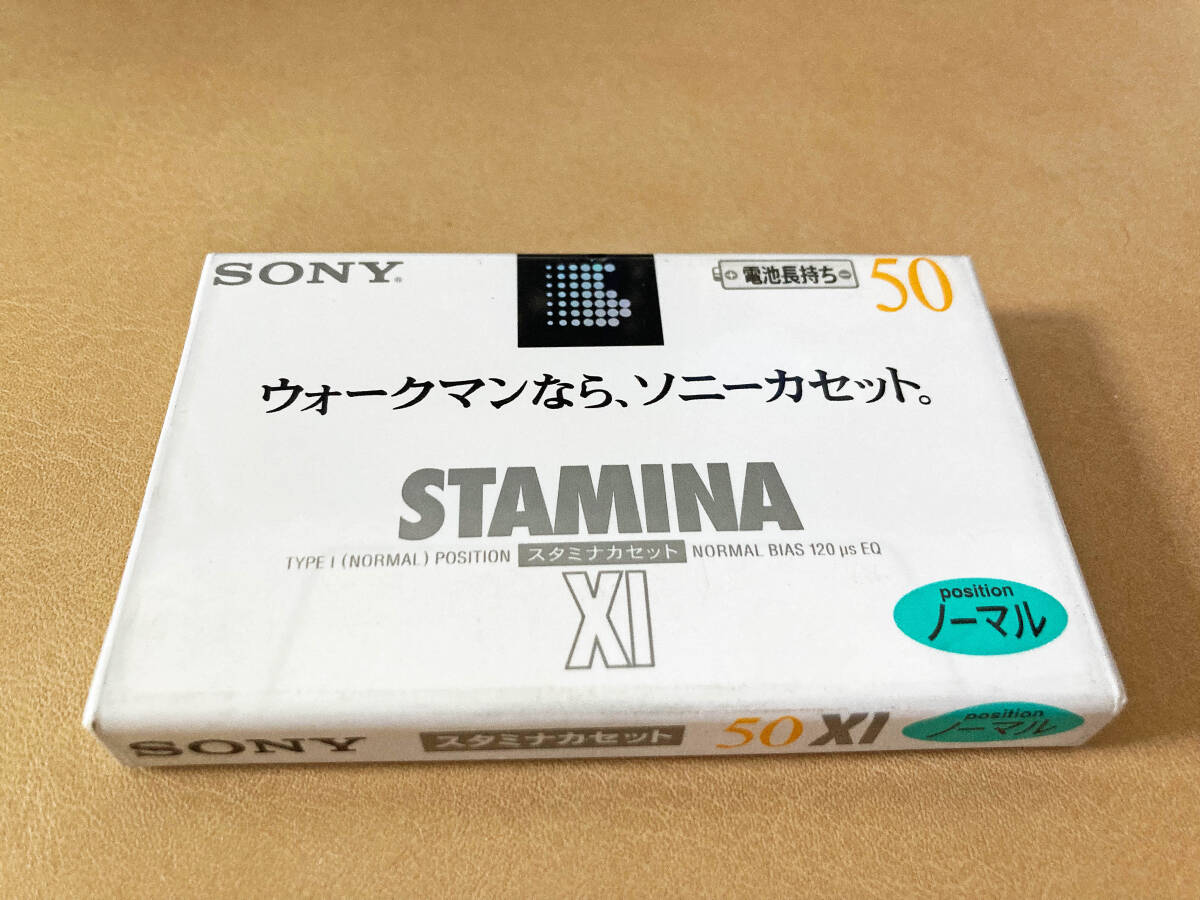 SONY®
電池長持ち 50
ウォークマンなら、ソニーカセット。
STAMINA
TYPE I (NORMAL) POSITION スタミナカセット NORMAL BIAS 120 μs EQ
XI
position
ノーマル
SONY スタミナカセット 50 XI
position
ノーマル